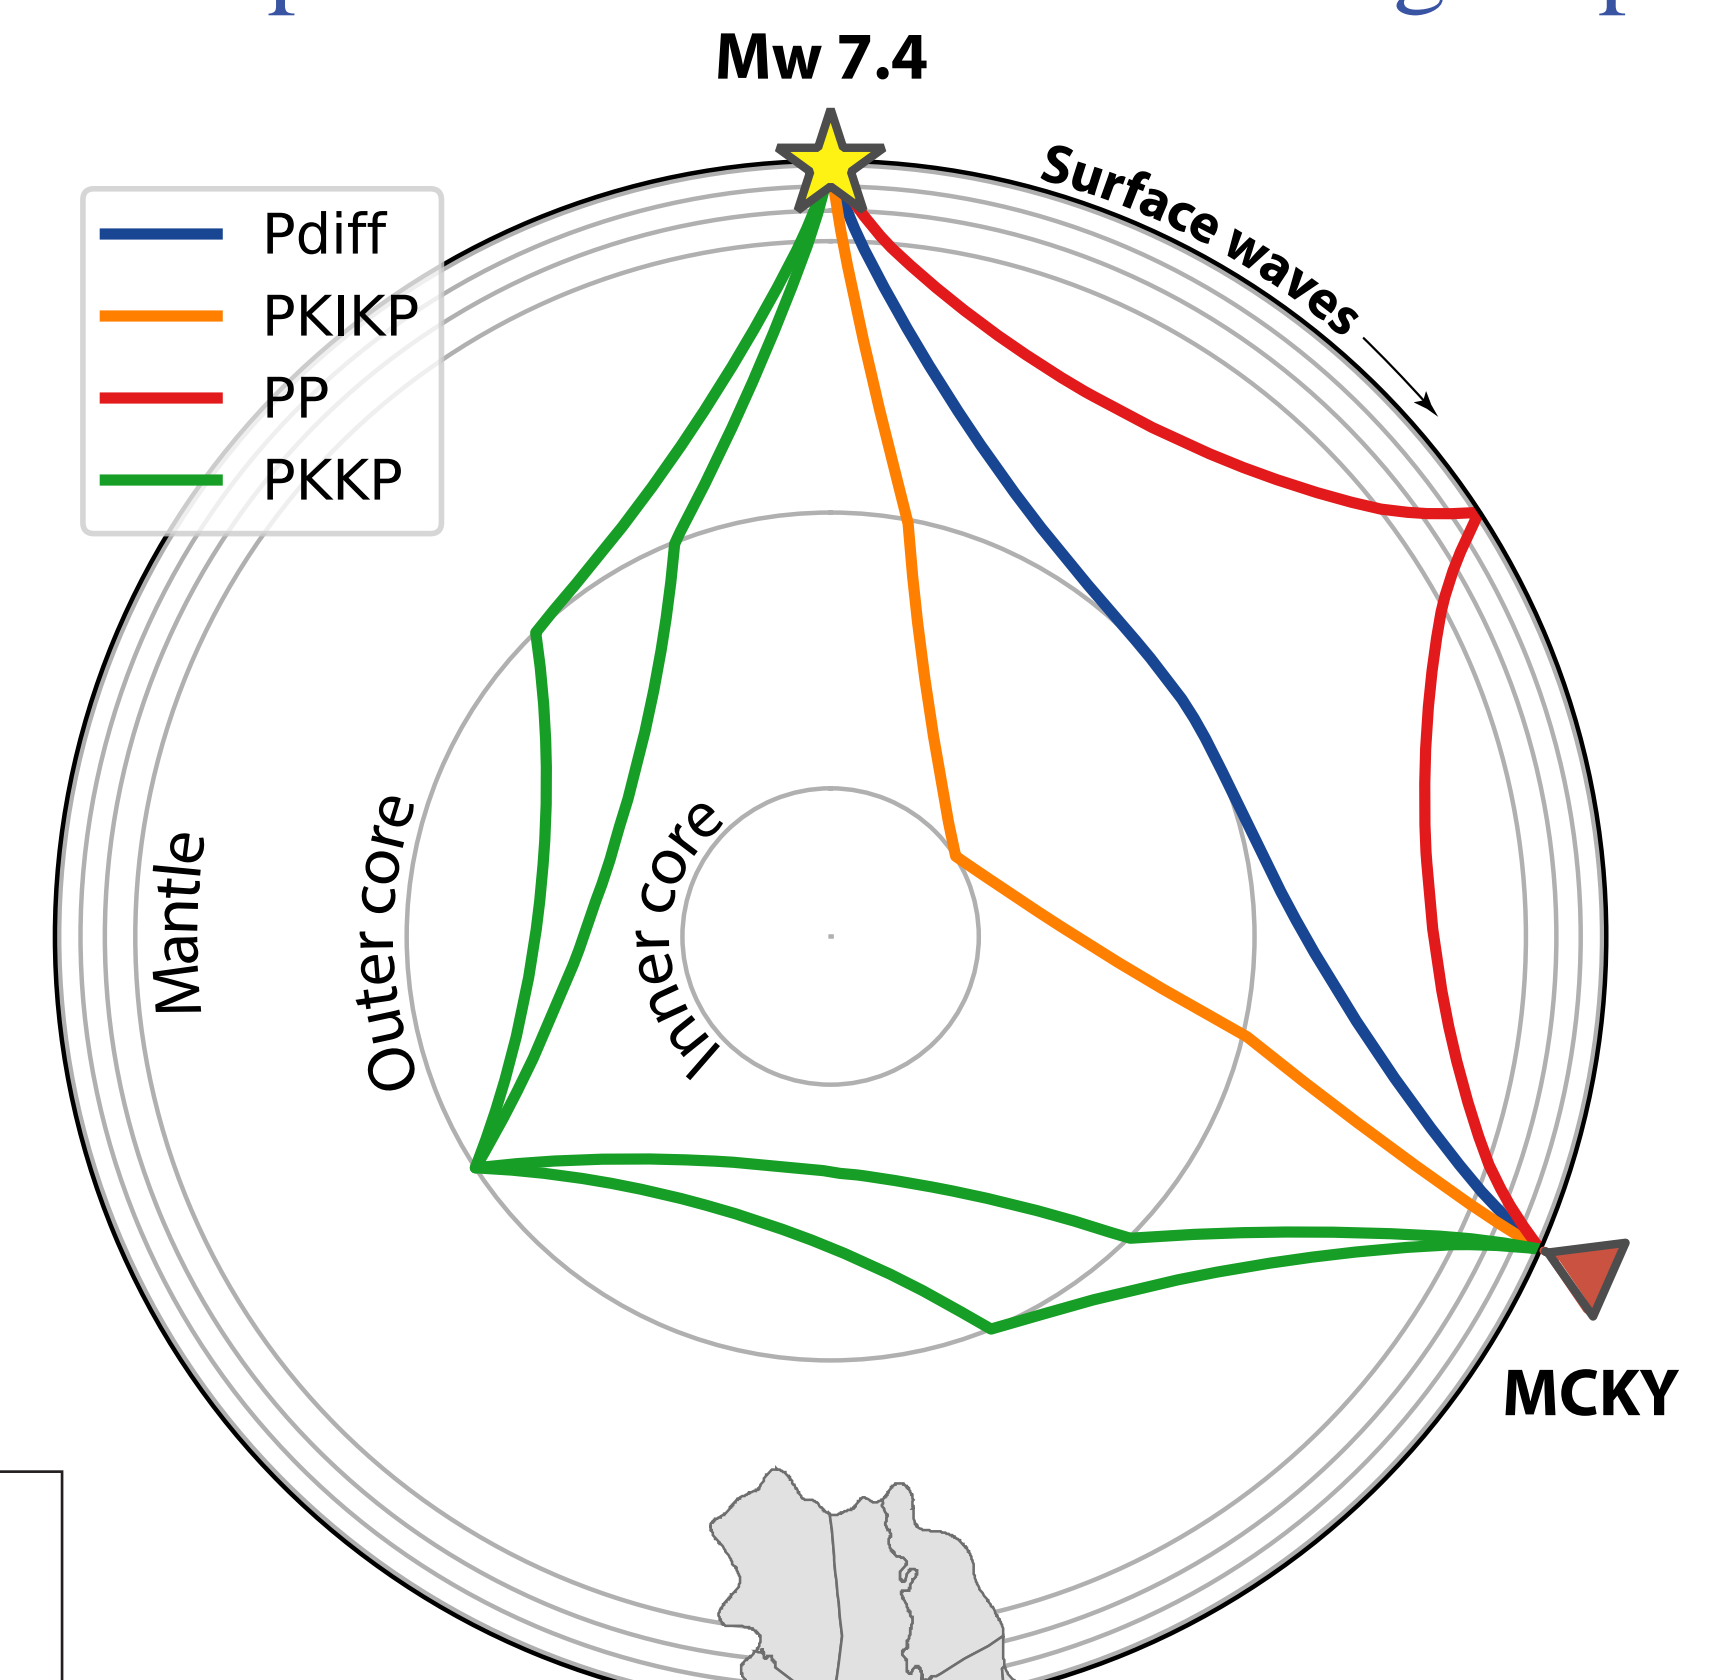 Mw 7.4
Surface waves
Pdiff
PKIKP
PP
PKKP
Mantle
Outer core
Inner core
MCKY